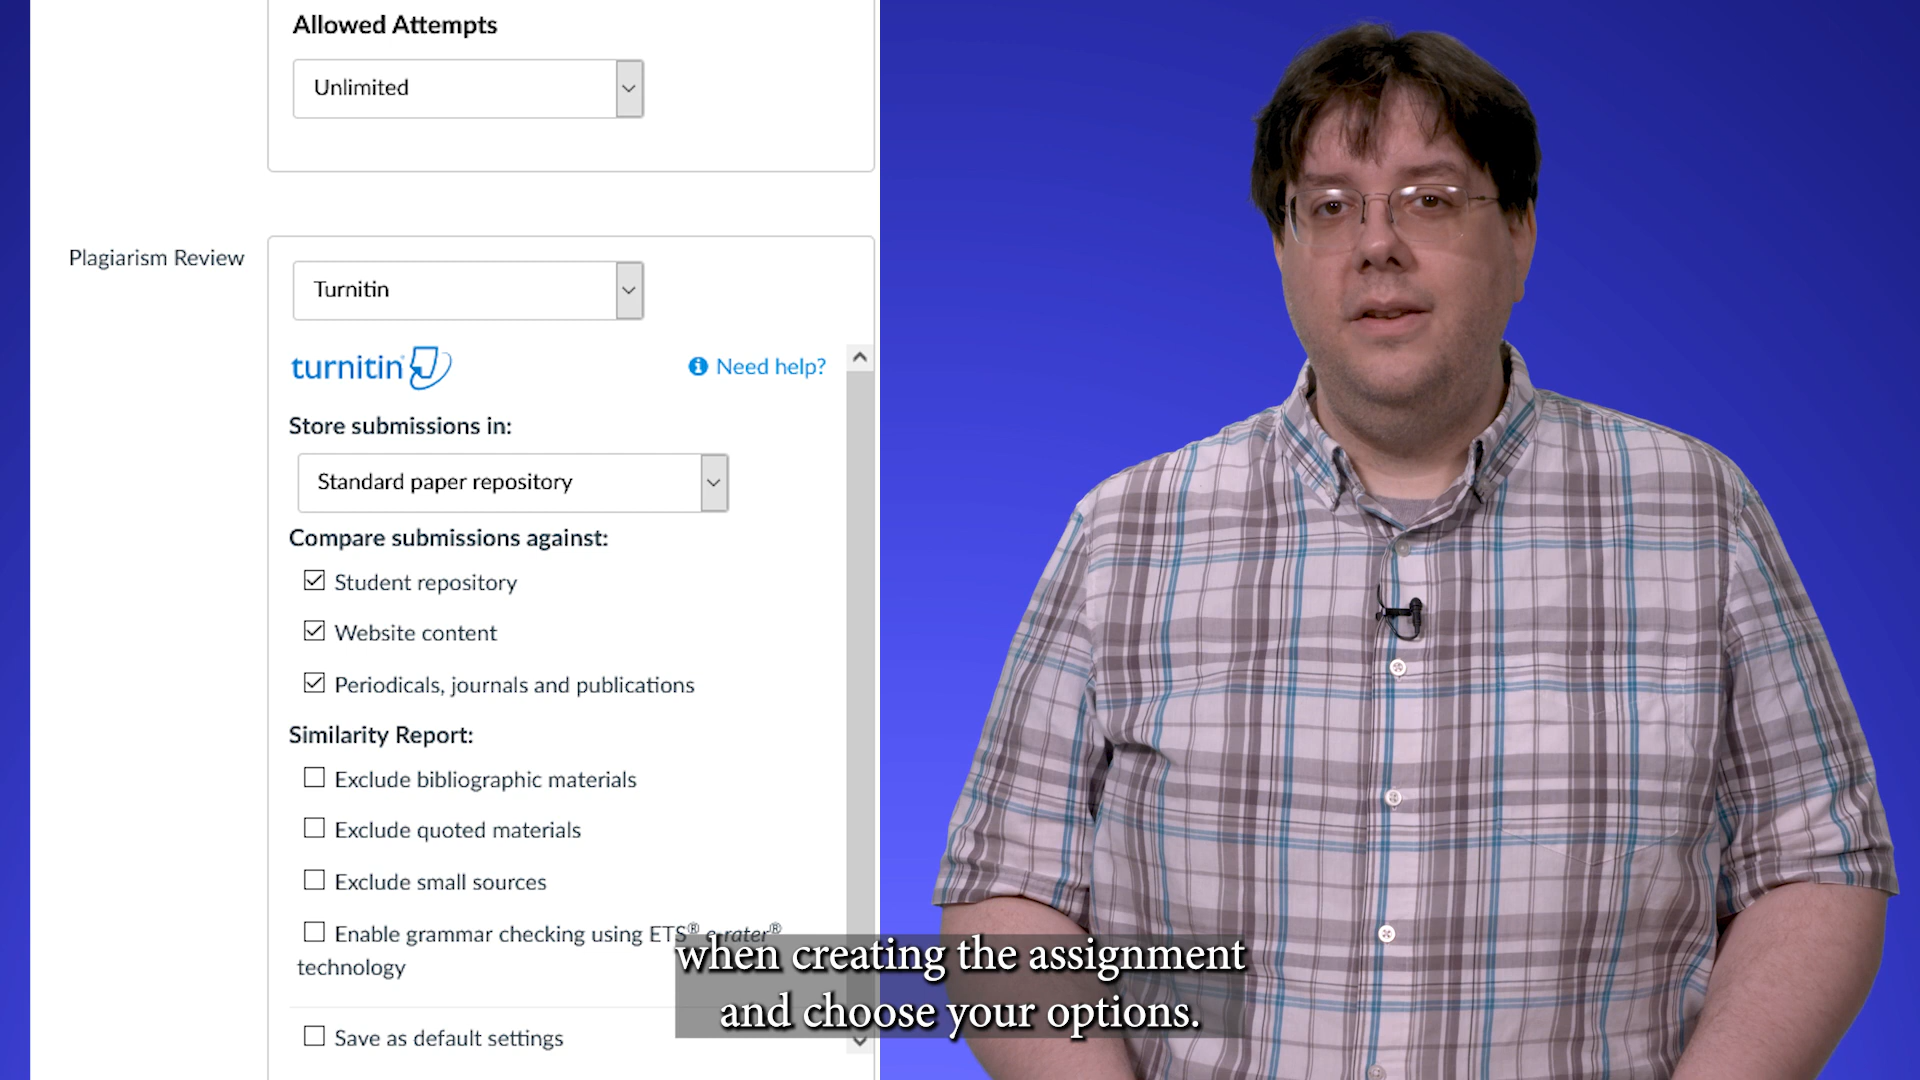 Allowed Attempts
Unlimited
Plagiarism Review
Turnitin
turnitin
Need help?
Store submissions in:
Standard paper repository
Compare submissions against:
Student repository
Website content
Periodicals, journals and publications
Similarity Report:
Exclude bibliographic materials
Exclude quoted materials
Exclude small sources
Enable grammar checking using ETS® e-rater®
technology
Save as default settings
when creating the assignment
and choose your options.